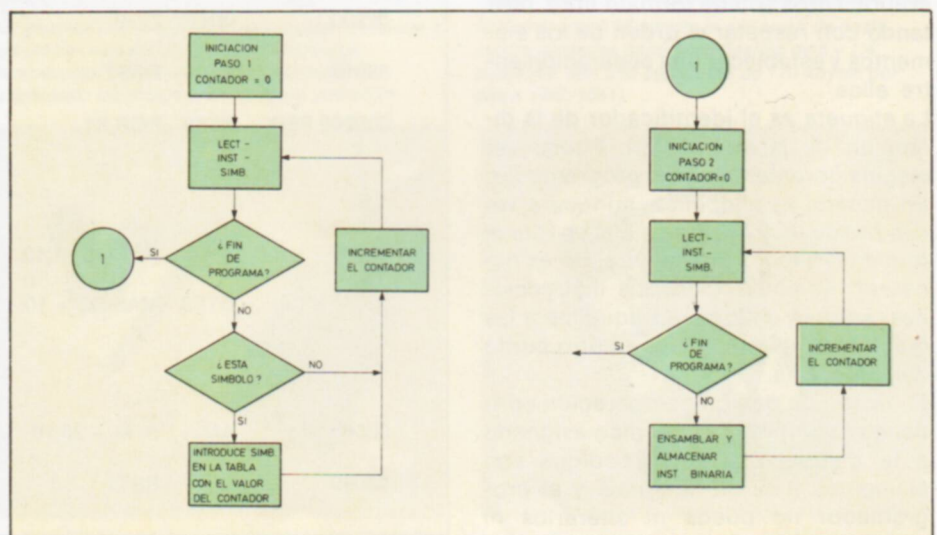 INICIACION
PASO 1
CONTADOR = 0
LECT-
INST-
SIMB.
¿FIN
DE
PROGRAMA?
SI
1
NO
¿ESTA
SIMBOLO?
NO
SI
INTRODUCE SIMB.
EN LA TABLA
CON EL VALOR
DEL CONTADOR
INCREMENTAR
EL CONTADOR
1
INICIACION
PASO 2
CONTADOR=0
LECT-
INST-
SIMB.
¿FIN
DE
PROGRAMA?
SI
NO
ENSAMBLAR Y
ALMACENAR
INST BINARIA
INCREMENTAR
EL CONTADOR